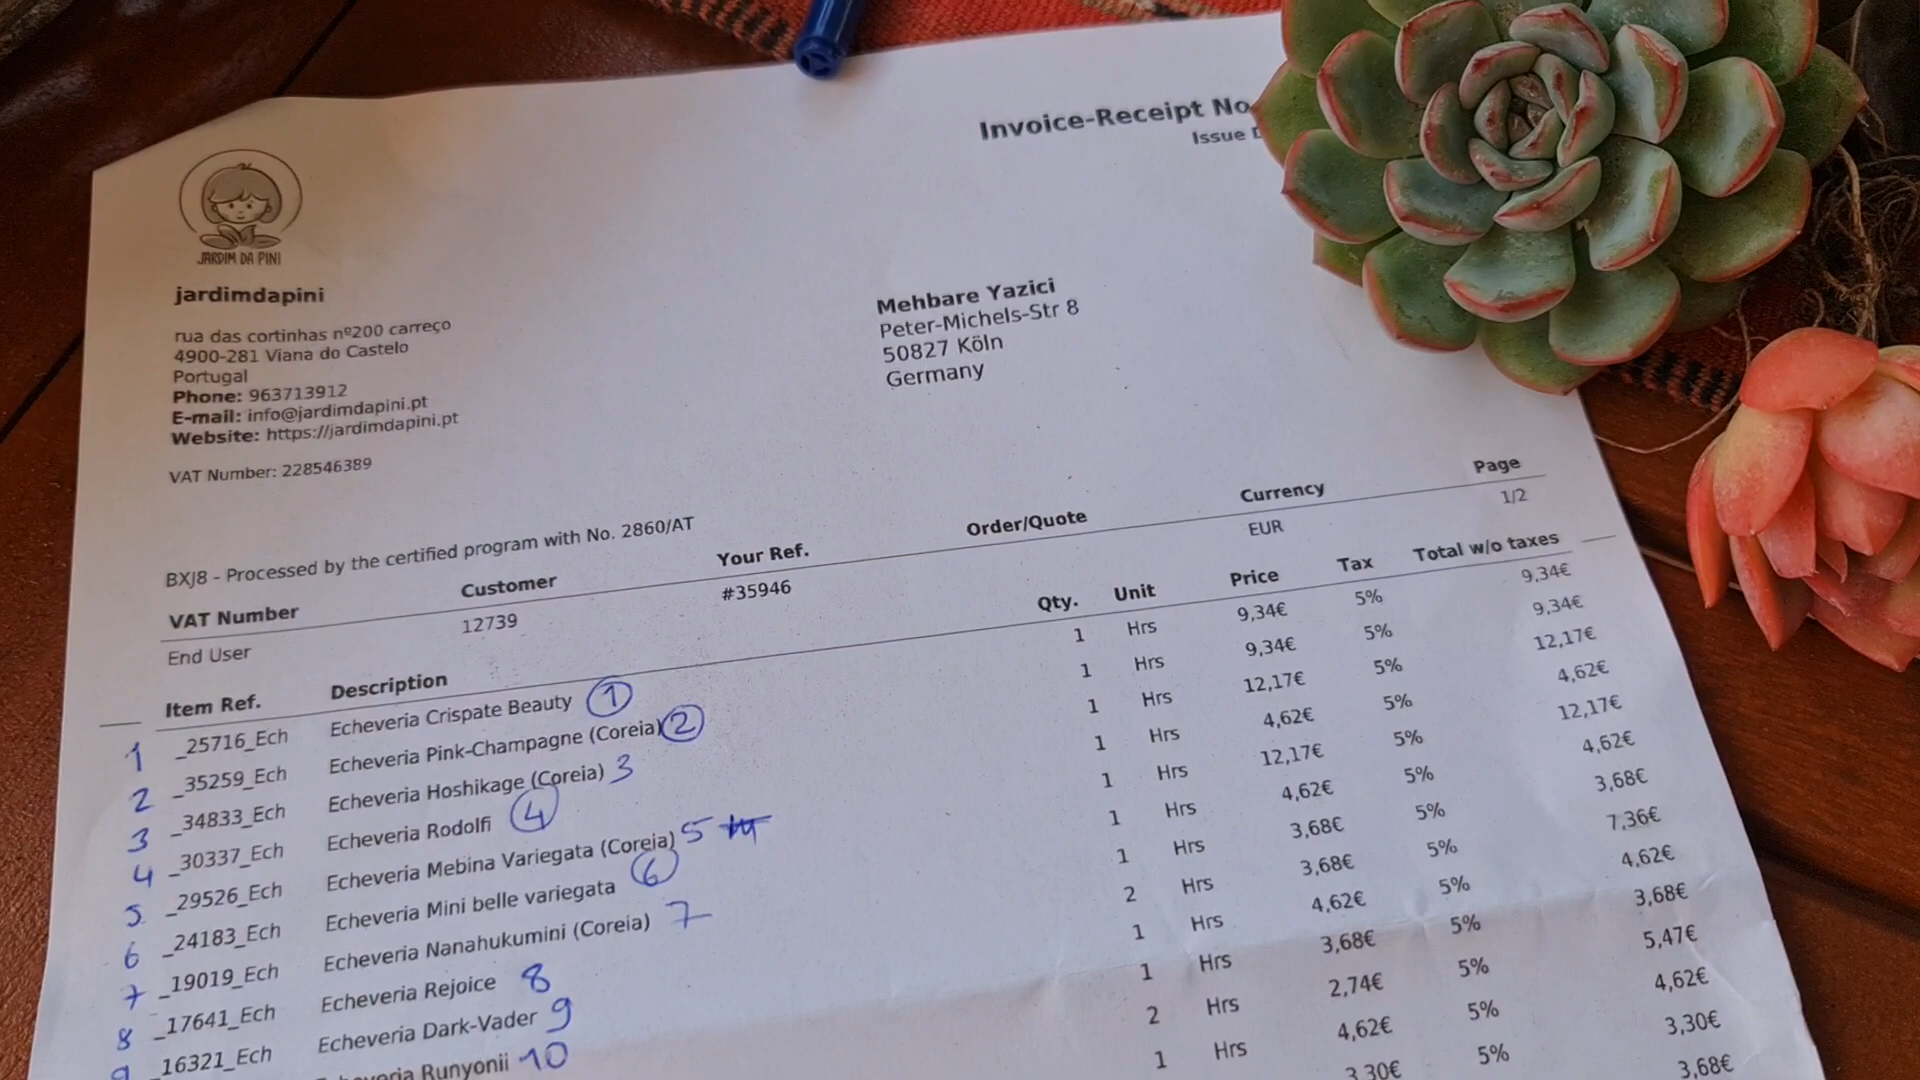 Invoice-Receipt No
Issue
JARDIM DA PINI
jardimdapini
rua das cortinhas nº200 carreço
4900-281 Viana do Castelo
Portugal
Phone: 963713912
E-mail: info@jardimdapini.pt
Website: https://jardimdapini.pt
VAT Number: 228546389
Mehbare Yazici
Peter-Michels-Str 8
50827 Köln
Germany
BXJ8 - Processed by the certified program with No. 2860/AT
VAT Number Customer Your Ref. Order/Quote Currency Page
End User 12739 #35946 EUR 1/2
Item Ref. Description Qty. Unit Price Tax Total w/o taxes
1 _25716_Ech Echeveria Crispate Beauty 1 1 Hrs 9,34€ 5% 9,34€
2 _35259_Ech Echeveria Pink-Champagne (Coreia) 2 1 Hrs 9,34€ 5% 9,34€
3 _34833_Ech Echeveria Hoshikage (Coreia) 3 1 Hrs 12,17€ 5% 12,17€
4 _30337_Ech Echeveria Rodolfi 4 1 Hrs 4,62€ 5% 4,62€
5 _29526_Ech Echeveria Mebina Variegata (Coreia) 5 1 Hrs 12,17€ 5% 12,17€
6 _24183_Ech Echeveria Mini belle variegata 6 1 Hrs 4,62€ 5% 4,62€
7 _19019_Ech Echeveria Nanahukumini (Coreia) 7 1 Hrs 3,68€ 5% 3,68€
8 _17641_Ech Echeveria Rejoice 8 2 Hrs 3,68€ 5% 7,36€
9 _16321_Ech Echeveria Dark-Vader 9 1 Hrs 4,62€ 5% 4,62€
Runyonii 10 1 Hrs 3,68€ 5% 3,68€
2 Hrs 2,74€ 5% 5,47€
1 Hrs 4,62€ 5% 4,62€
3,30€ 5% 3,30€
3,68€